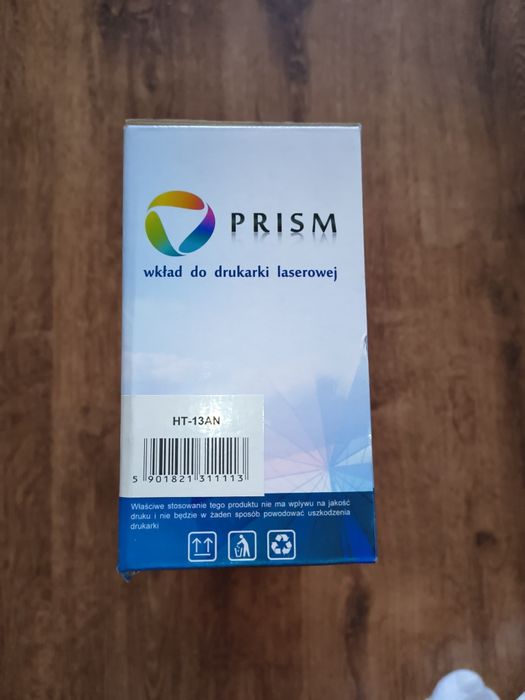 PRISM
wkład do drukarki laserowej
HT-13AN
5 901821 311113
Właściwe stosowanie tego produktu nie ma wpływu na jakość
druku i nie będzie w żaden sposób powodować uszkodzenia
drukarki